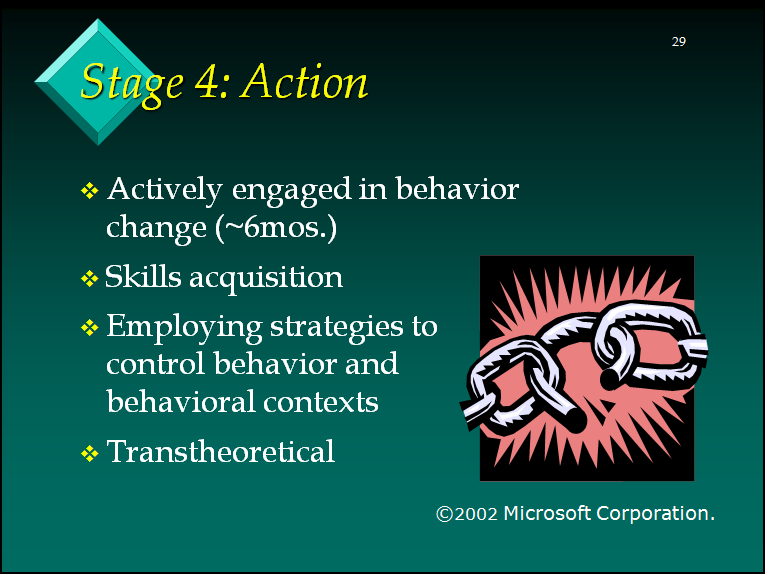 29
Stage 4: Action
❖ Actively engaged in behavior
change (~6mos.)
❖ Skills acquisition
❖ Employing strategies to
control behavior and
behavioral contexts
❖ Transtheoretical
©2002 Microsoft Corporation.